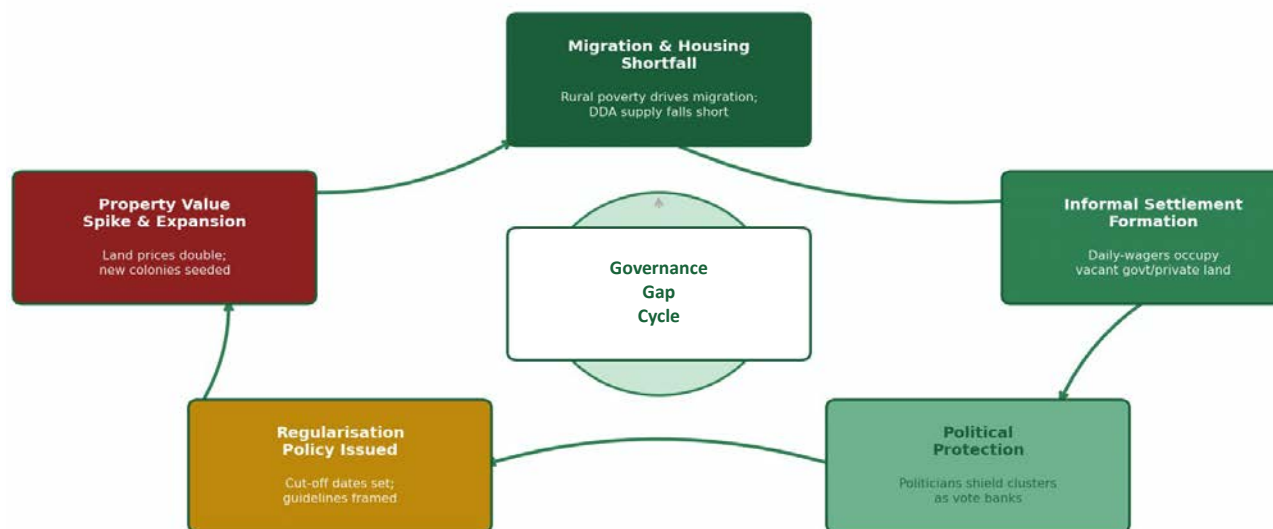 Migration & Housing
Shortfall
Rural poverty drives migration;
DDA supply falls short
Property Value
Spike & Expansion
Land prices double;
new colonies seeded
Informal Settlement
Formation
Daily-wagers occupy
vacant govt/private land
Governance
Gap
Cycle
Regularisation
Policy Issued
Cut-off dates set;
guidelines framed
Political
Protection
Politicians shield clusters
as vote banks